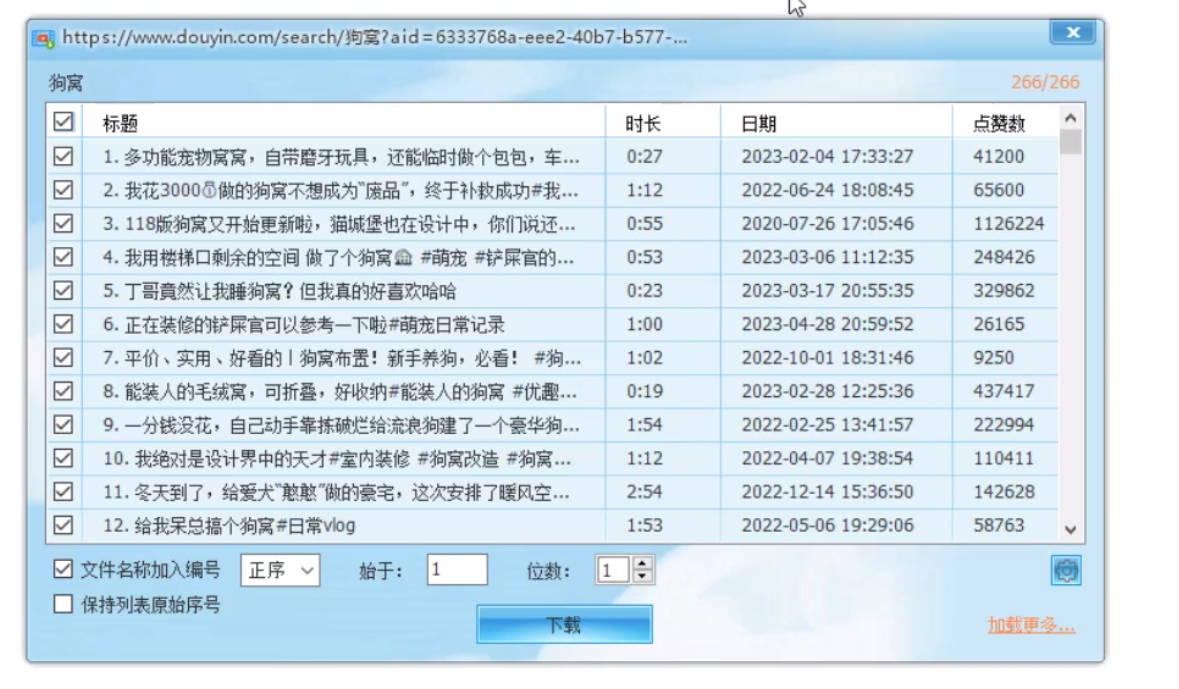 https://www.douyin.com/search/狗窝?aid=6333768a-eee2-40b7-b577-...
狗窝 266/266
标题 时长 日期 点赞数
1. 多功能宠物窝窝，自带磨牙玩具，还能临时做个包包，车... 0:27 2023-02-04 17:33:27 41200
2. 我花3000💰做的狗窝不想成为“废品”，终于补救成功#我... 1:12 2022-06-24 18:08:45 65600
3. 118版狗窝又开始更新啦，猫城堡也在设计中，你们说还... 0:55 2020-07-26 17:05:46 1126224
4. 我用楼梯口剩余的空间 做了个狗窝🏠 #萌宠 #铲屎官的... 0:53 2023-03-06 11:12:35 248426
5. 丁哥竟然让我睡狗窝？但我真的好喜欢哈哈 0:23 2023-03-17 20:55:35 329862
6. 正在装修的铲屎官可以参考一下啦#萌宠日常记录 1:00 2023-04-28 20:59:52 26165
7. 平价、实用、好看的丨狗窝布置！新手养狗，必看！ #狗... 1:02 2022-10-01 18:31:46 9250
8. 能装人的毛绒窝，可折叠，好收纳#能装人的狗窝 #优趣... 0:19 2023-02-28 12:25:36 437417
9. 一分钱没花，自己动手靠拣破烂给流浪狗建了一个豪华狗... 1:54 2022-02-25 13:41:57 222994
10. 我绝对是设计界中的天才#室内装修 #狗窝改造 #狗窝... 1:12 2022-04-07 19:38:54 110411
11. 冬天到了，给爱犬“憨憨”做的豪宅，这次安排了暖风空... 2:54 2022-12-14 15:36:50 142628
12. 给我呆总搞个狗窝#日常vlog 1:53 2022-05-06 19:29:06 58763
文件名称加入编号 正序 始于： 1 位数： 1
保持列表原始序号
下载
加载更多...